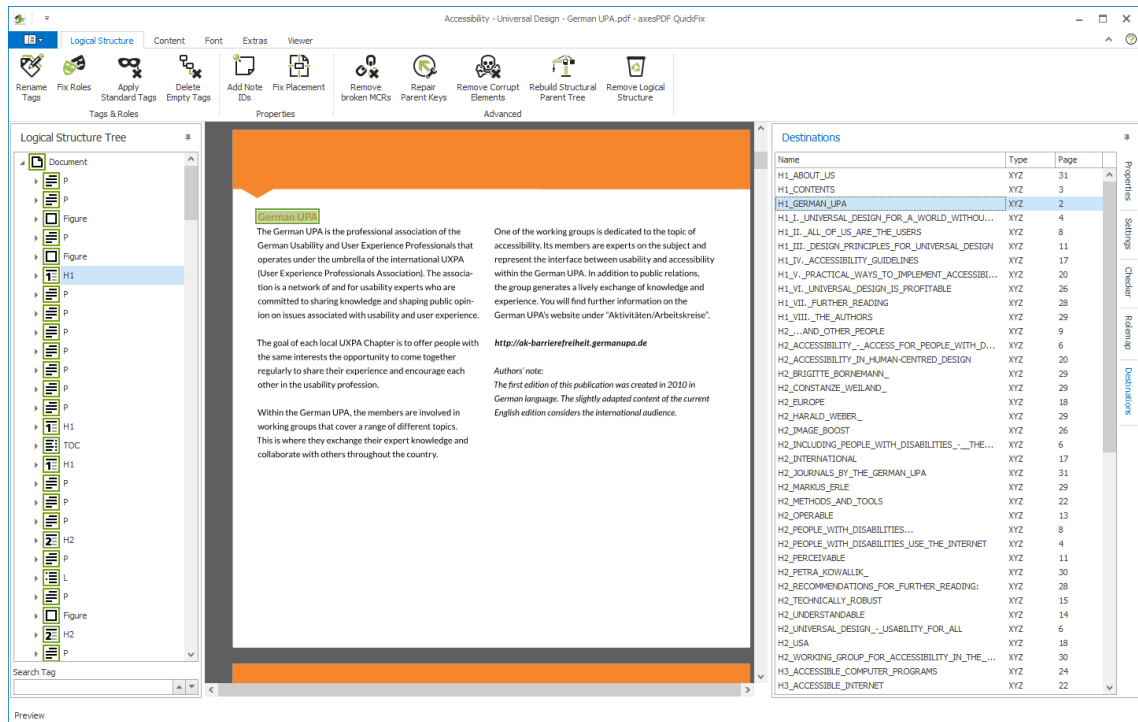 Accessibility - Universal Design - German UPA.pdf - axesPDF QuickFix
Logical Structure Content Font Extras Viewer
Rename Tags
Fix Roles
Apply Standard Tags
Delete Empty Tags
Add Note IDs
Fix Placement
Remove broken MCRs
Repair Parent Keys
Remove Corrupt Elements
Rebuild Structural Parent Tree
Remove Logical Structure
Tags & Roles
Properties
Advanced
Logical Structure Tree
Document
P
P
Figure
P
Figure
H1
P
P
P
P
P
P
P
H1
TOC
H1
P
P
P
H2
P
L
P
Figure
H2
P
Search Tag
Preview
German UPA
The German UPA is the professional association of the
German Usability and User Experience Professionals that
operates under the umbrella of the international UXPA
(User Experience Professionals Association). The associa-
tion is a network of and for usability experts who are
committed to sharing knowledge and shaping public opin-
ion on issues associated with usability and user experience.
The goal of each local UXPA Chapter is to offer people with
the same interests the opportunity to come together
regularly to share their experience and encourage each
other in the usability profession.
Within the German UPA, the members are involved in
working groups that cover a range of different topics.
This is where they exchange their expert knowledge and
collaborate with others throughout the country.
One of the working groups is dedicated to the topic of
accessibility. Its members are experts on the subject and
represent the interface between usability and accessibility
within the German UPA. In addition to public relations,
the group generates a lively exchange of knowledge and
experience. You will find further information on the
German UPA's website under "Aktivitäten/Arbeitskreise".
http://ak-barrierefreiheit.germanupa.de
Authors' note:
The first edition of this publication was created in 2010 in
German language. The slightly adapted content of the current
English edition considers the international audience.
Destinations
Name Type Page
H1_ABOUT_US XYZ 31
H1_CONTENTS XYZ 3
H1_GERMAN_UPA XYZ 2
H1_I._UNIVERSAL_DESIGN_FOR_A_WORLD_WITHOU... XYZ 4
H1_II._ALL_OF_US_ARE_THE_USERS XYZ 8
H1_III._DESIGN_PRINCIPLES_FOR_UNIVERSAL_DESIGN XYZ 11
H1_IV._ACCESSIBILITY_GUIDELINES XYZ 17
H1_V._PRACTICAL_WAYS_TO_IMPLEMENT_ACCESSIBI... XYZ 20
H1_VI._UNIVERSAL_DESIGN_IS_PROFITABLE XYZ 26
H1_VII._FURTHER_READING XYZ 28
H1_VIII._THE_AUTHORS XYZ 29
H2_...AND_OTHER_PEOPLE XYZ 9
H2_ACCESSIBILITY_-_ACCESS_FOR_PEOPLE_WITH_D... XYZ 6
H2_ACCESSIBILITY_IN_HUMAN-CENTRED_DESIGN XYZ 20
H2_BRIGITTE_BORNEMANN_ XYZ 29
H2_CONSTANZE_WEILAND_ XYZ 29
H2_EUROPE XYZ 18
H2_HARALD_WEBER_ XYZ 29
H2_IMAGE_BOOST XYZ 26
H2_INCLUDING_PEOPLE_WITH_DISABILITIES_-__THE... XYZ 6
H2_INTERNATIONAL XYZ 17
H2_JOURNALS_BY_THE_GERMAN_UPA XYZ 31
H2_MARKUS_ERLE XYZ 29
H2_METHODS_AND_TOOLS XYZ 22
H2_OPERABLE XYZ 13
H2_PEOPLE_WITH_DISABILITIES... XYZ 8
H2_PEOPLE_WITH_DISABILITIES_USE_THE_INTERNET XYZ 4
H2_PERCEIVABLE XYZ 11
H2_PETRA_KOWALLIK_ XYZ 30
H2_RECOMMENDATIONS_FOR_FURTHER_READING: XYZ 28
H2_TECHNICALLY_ROBUST XYZ 15
H2_UNDERSTANDABLE XYZ 14
H2_UNIVERSAL_DESIGN_-_USABILITY_FOR_ALL XYZ 6
H2_USA XYZ 18
H2_WORKING_GROUP_FOR_ACCESSIBILITY_IN_THE_... XYZ 30
H3_ACCESSIBLE_COMPUTER_PROGRAMS XYZ 24
H3_ACCESSIBLE_INTERNET XYZ 22
Properties
Settings
Checker
Rolemap
Destinations